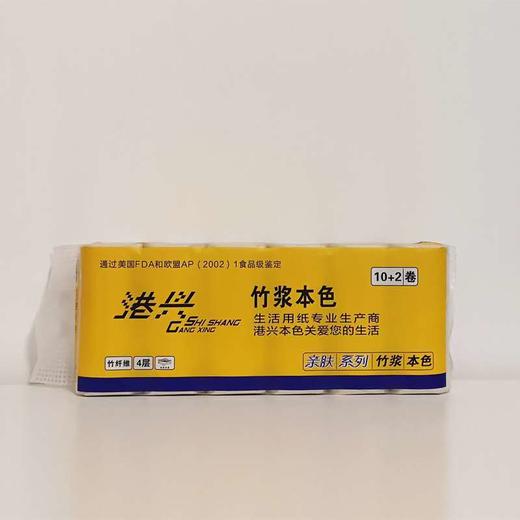 通过美国FDA和欧盟AP（2002）1食品级鉴定
10+2 卷
港兴
SHI SHANG
GANG XING
竹浆本色
生活用纸专业生产商
港兴本色关爱您的生活
竹纤维 4层
亲肤 系列 竹浆 本色